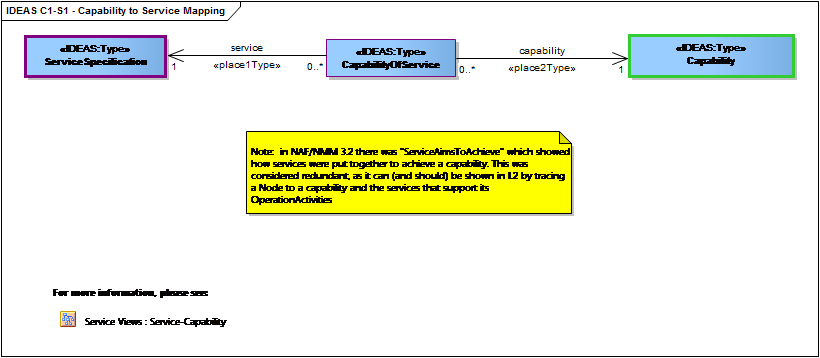 IDEAS C1-S1 - Capability to Service Mapping
«IDEAS:Type»
ServiceSpecification
service
«place1Type»
1
0..*
«IDEAS:Type»
CapabilityOfService
capability
«place2Type»
0..*
1
«IDEAS:Type»
Capability
Note:  in NAF/NMM 3.2 there was "ServiceAimsToAchieve" which showed
how services were put together to achieve a capability. This was
considered redundant, as it can (and should) be shown in L2 by tracing
a Node to a capability and the services that support its
OperationActivities
For more information, please see:
Service Views : Service-Capability